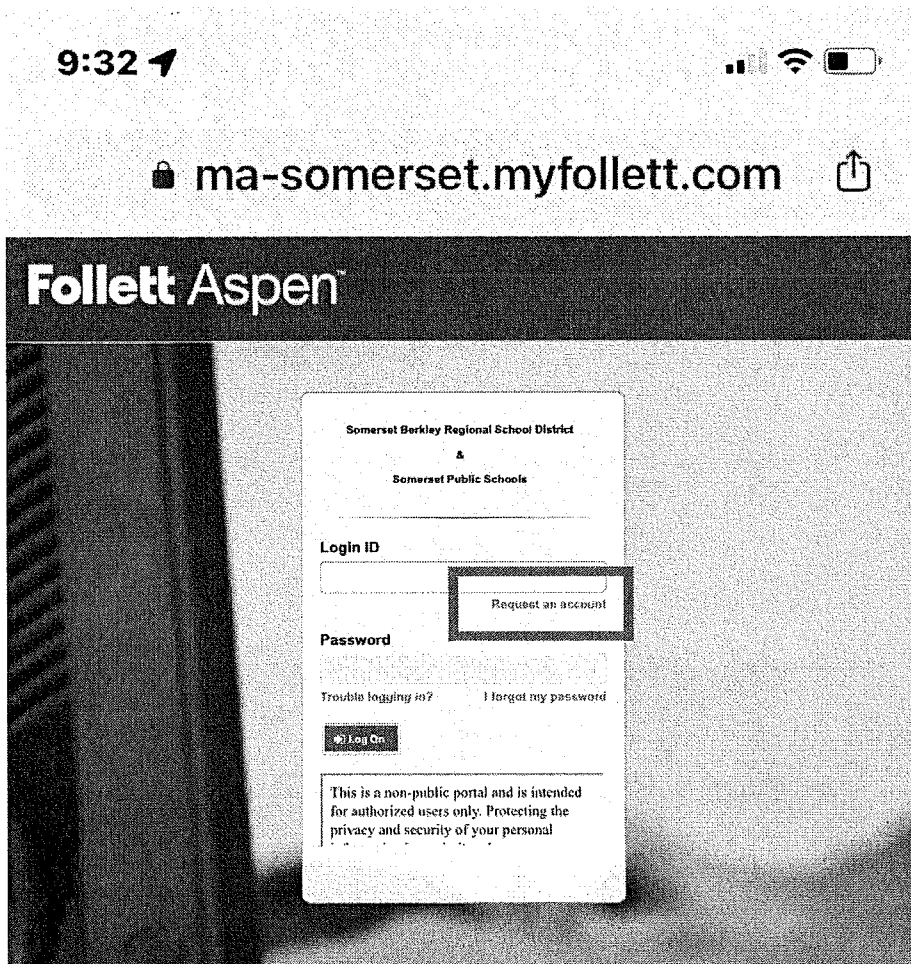 9:32
ma-somerset.myfollett.com
Follett Aspen™
Somerset Berkley Regional School District
&
Somerset Public Schools
Login ID
Request an account
Password
Trouble logging in? I forgot my password
Log On
This is a non-public portal and is intended
for authorized users only. Protecting the
privacy and security of your personal